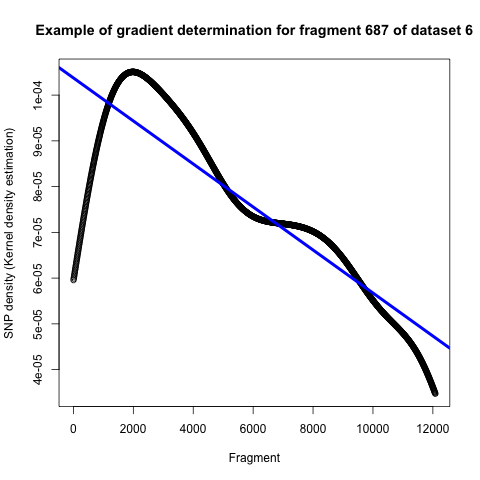 Example of gradient determination for fragment 687 of dataset 6
SNP density (Kernel density estimation)
1e-04
9e-05
8e-05
7e-05
6e-05
5e-05
4e-05
0 2000 4000 6000 8000 10000 12000
Fragment